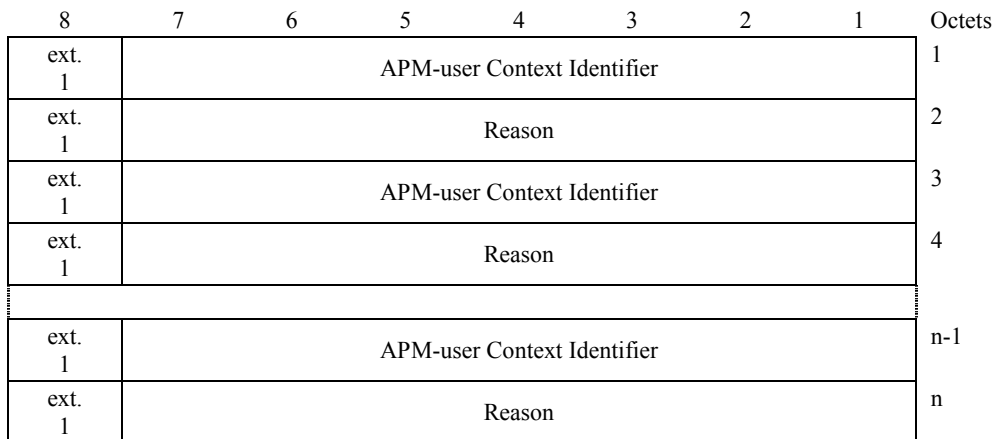 8 7 6 5 4 3 2 1 Octets
ext. 1 APM-user Context Identifier 1
ext. 1 Reason 2
ext. 1 APM-user Context Identifier 3
ext. 1 Reason 4
ext. 1 APM-user Context Identifier n-1
ext. 1 Reason n